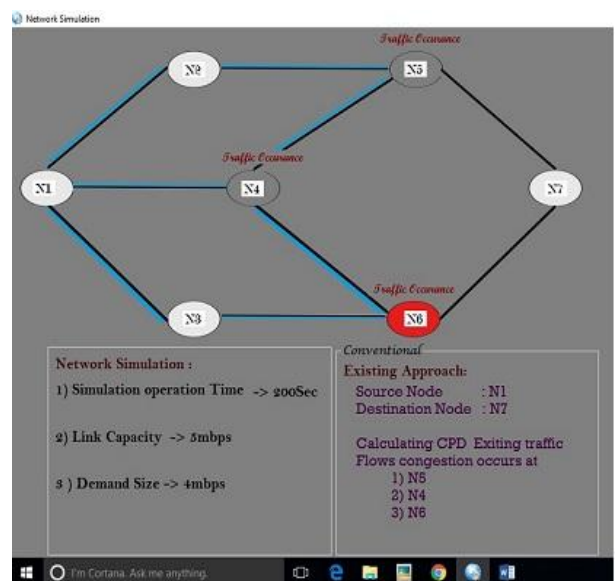 Network Simulation
Traffic Occurance
N2
N5
Traffic Occurance
N1
N4
N7
Traffic Occurance
N3
N6
Network Simulation :
1) Simulation operation Time -> 200Sec
2) Link Capacity -> 5mbps
3 ) Demand Size -> 4mbps
Conventional
Existing Approach:
Source Node : N1
Destination Node : N7
Calculating CPD Exiting traffic
Flows congestion occurs at
1) N5
2) N4
3) N6
I'm Cortana. Ask me anything.